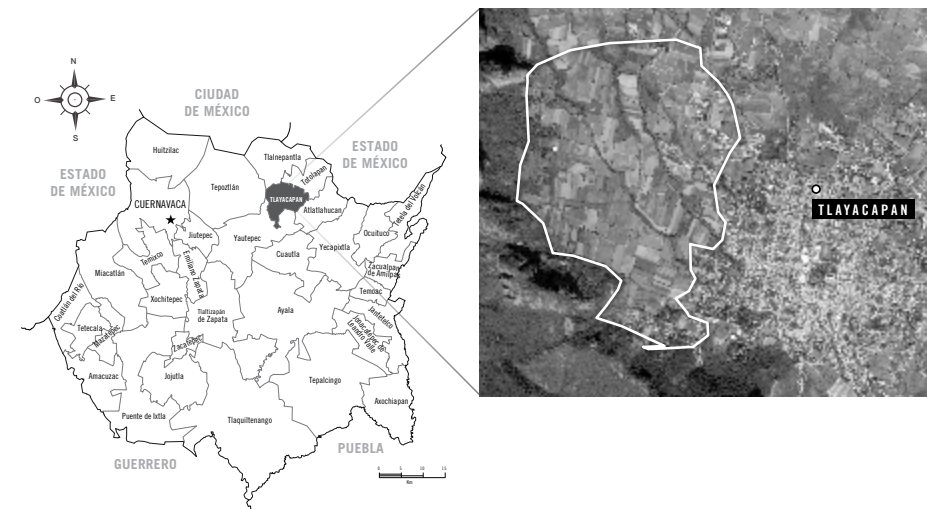 N
O
E
S
CIUDAD
DE MÉXICO
ESTADO
DE MÉXICO
ESTADO
DE MÉXICO
Huitzilac
Tlalnepantla
Totolapan
Tepoztlán
TLAYACAPAN
Atlatlahucan
CUERNAVACA
Tetela del Volcán
Ocuituco
Jiutepec
Yautepec
Yecapixtla
Cuautla
Temixco
Emiliano Zapata
Zacualpan
de Amilpas
Miacatlán
Temoac
Coatlán del Río
Xochitepec
Tlaltizapán
de Zapata
Ayala
Jantetelco
Jonacatepec de
Leandro Valle
Tetecala
Mazatepec
Zacatepec
Amacuzac
Jojutla
Tepalcingo
Axochiapan
Puente de Ixtla
Tlaquiltenango
GUERRERO
PUEBLA
0 5 10 15
Km
TLAYACAPAN